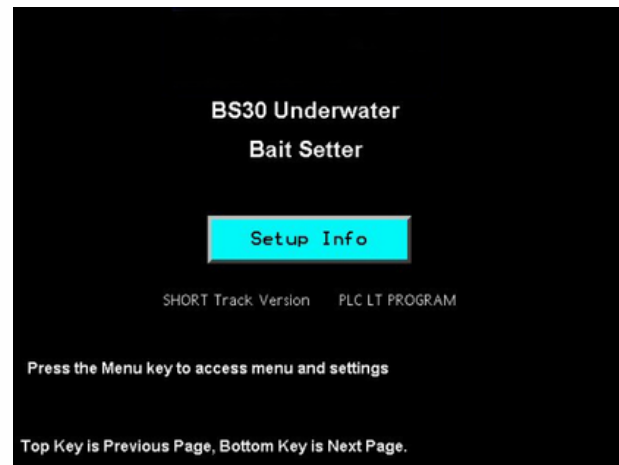 BS30 Underwater
Bait Setter
Setup Info
SHORT Track Version PLC LT PROGRAM
Press the Menu key to access menu and settings
Top Key is Previous Page, Bottom Key is Next Page.